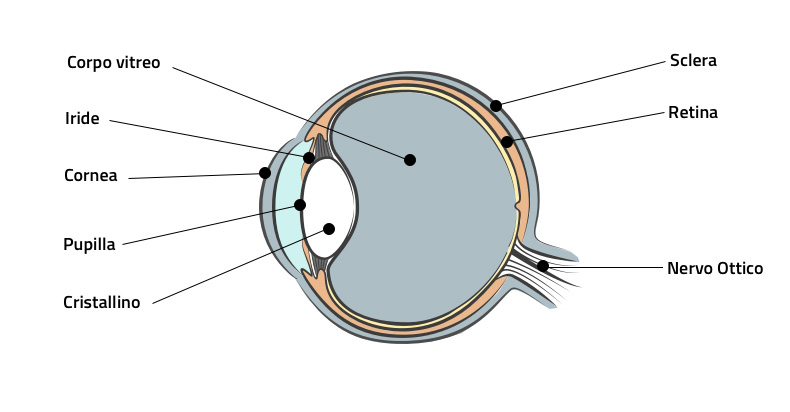 Corpo vitreo
Iride
Cornea
Pupilla
Cristallino
Sclera
Retina
Nervo Ottico